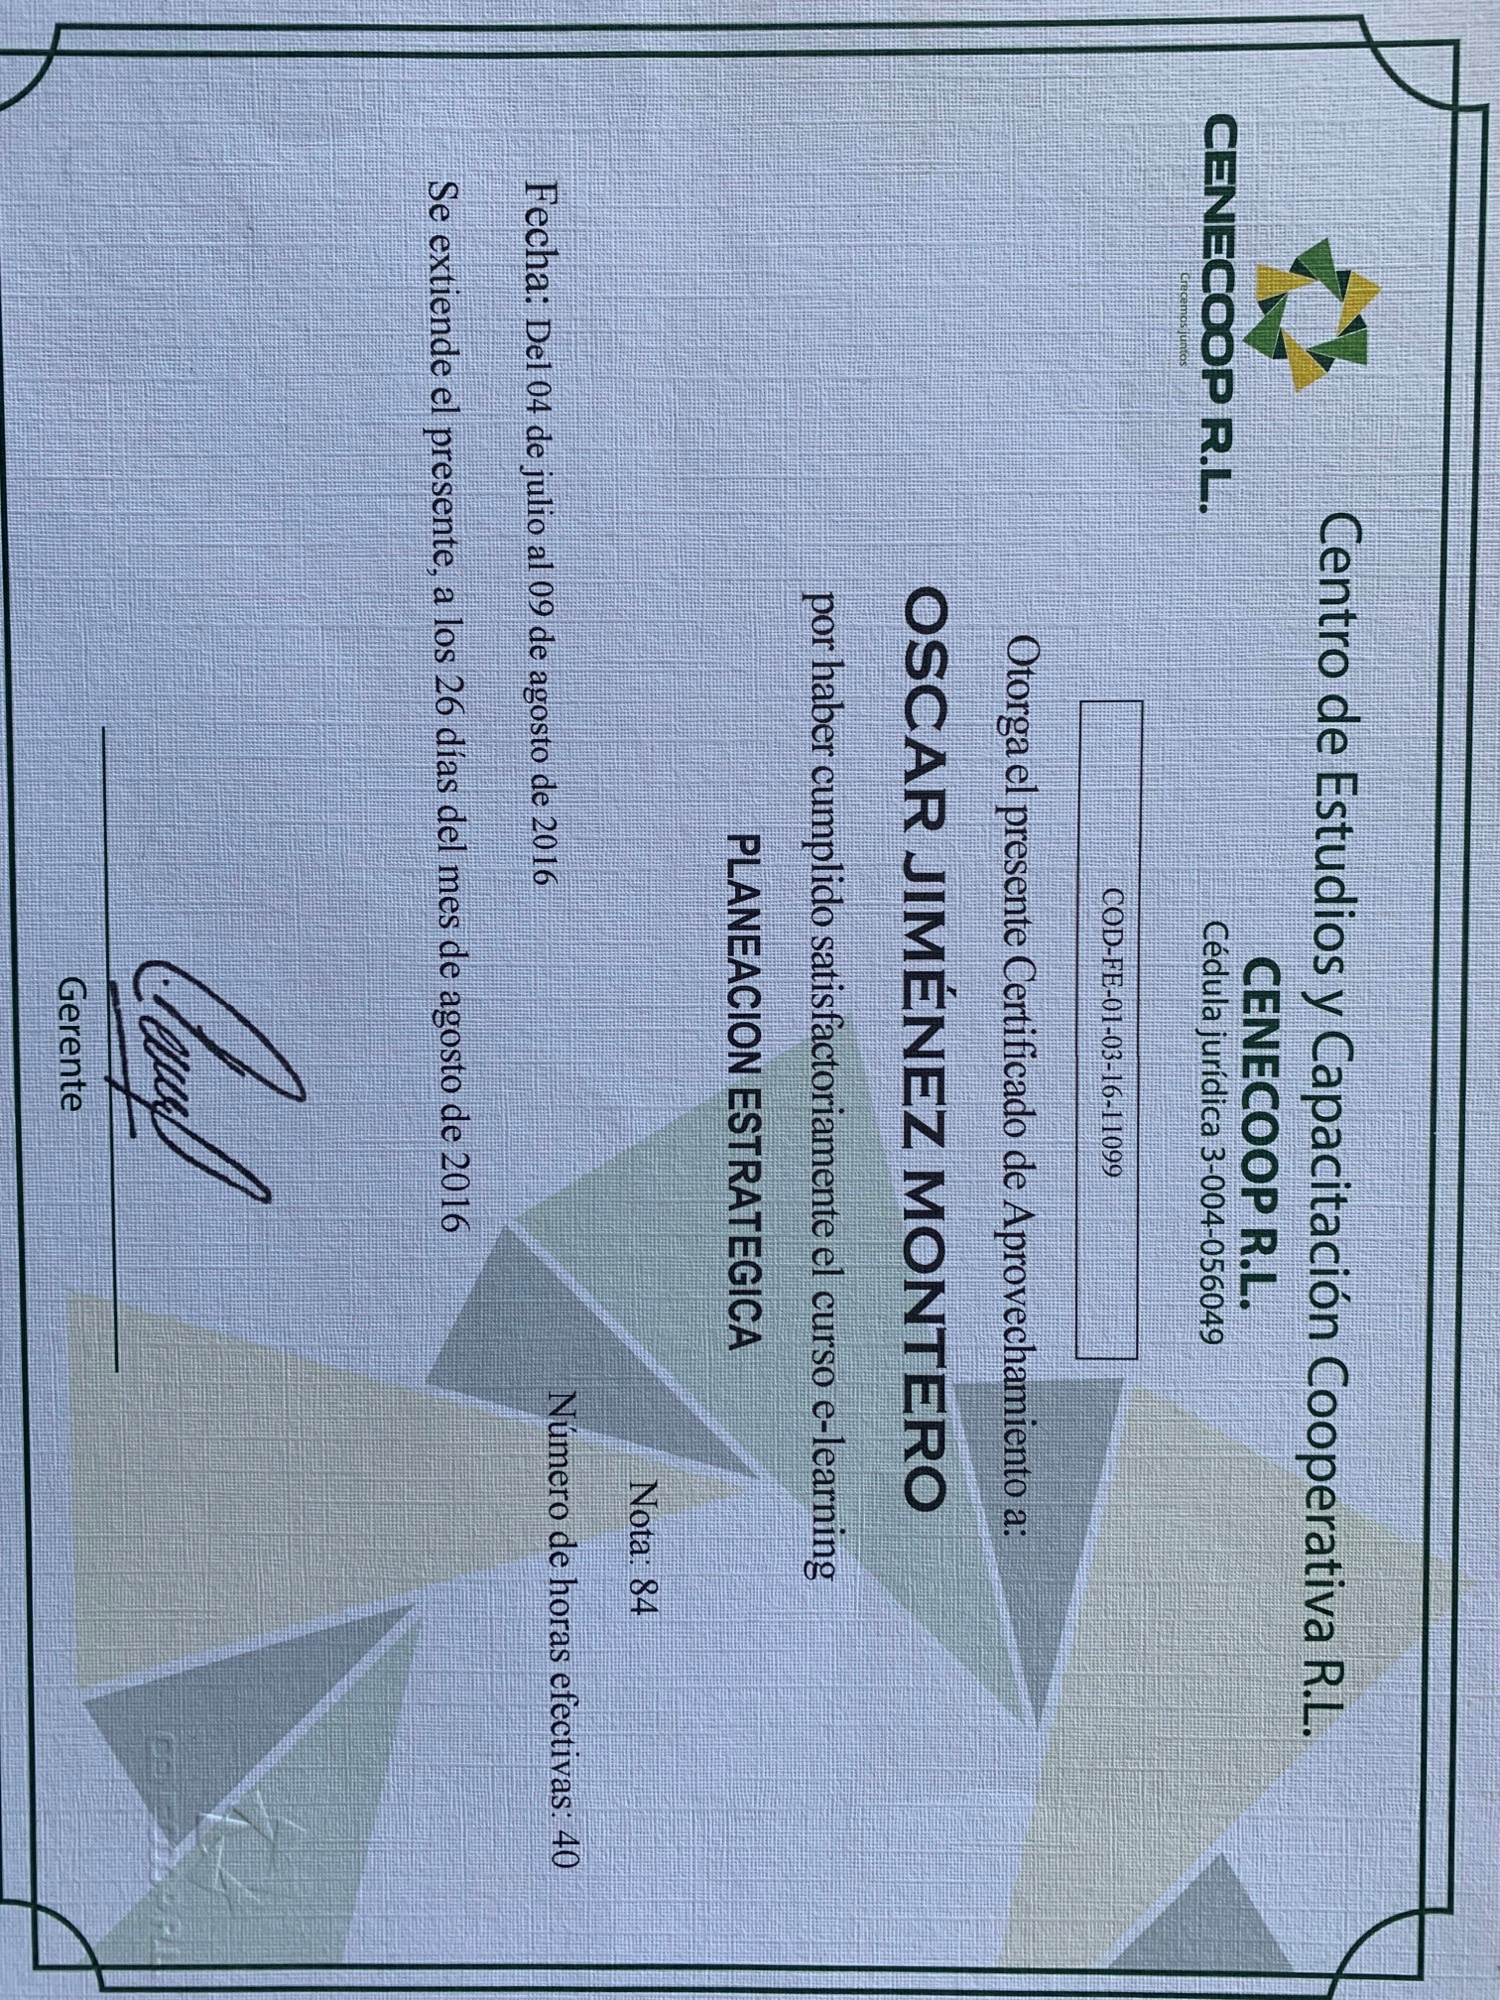 CENECOOP R.L.
Crecemos juntos
Centro de Estudios y Capacitación Cooperativa R.L.
CENECOOP R.L.
Cédula jurídica 3-004-056049
COD-FE-01-03-16-11099
Otorga el presente Certificado de Aprovechamiento a:
OSCAR JIMÉNEZ MONTERO
por haber cumplido satisfactoriamente el curso e-learning
PLANEACION ESTRATEGICA
Nota: 84
Número de horas efectivas: 40
Fecha: Del 04 de julio al 09 de agosto de 2016
Se extiende el presente, a los 26 días del mes de agosto de 2016
CENECOOP R.L.
Gerente